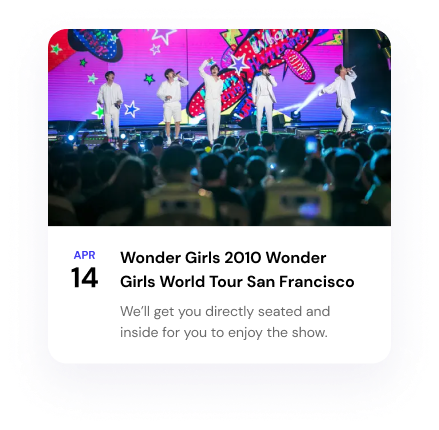 APR
14
Wonder Girls 2010 Wonder
Girls World Tour San Francisco
We'll get you directly seated and
inside for you to enjoy the show.